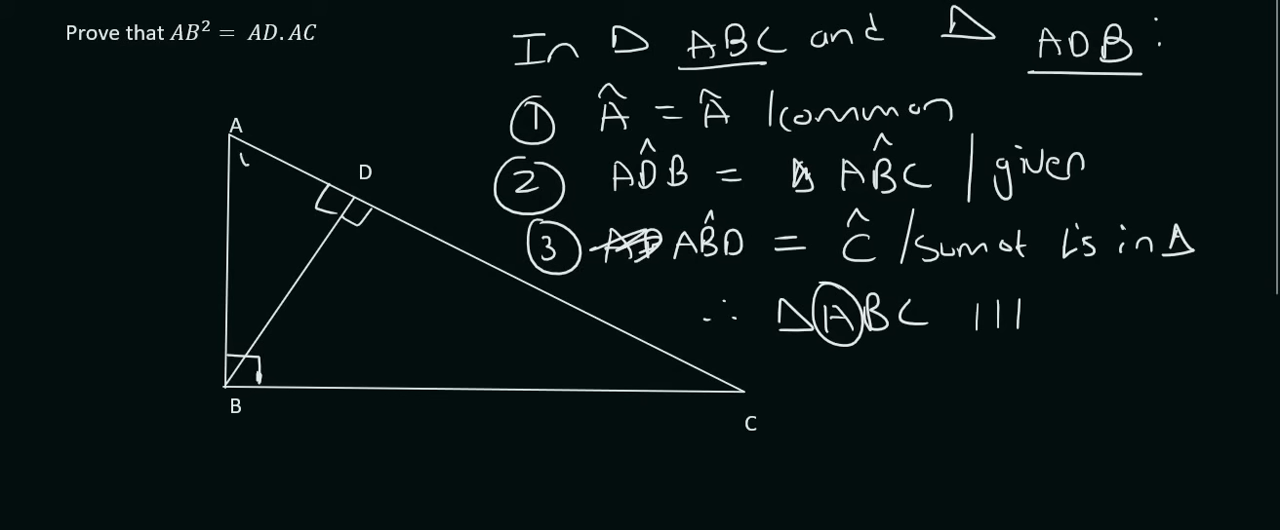 Prove that AB² = AD.AC
In Δ ABC and Δ ADB:
① Â = Â /common
② AD̂B = AB̂C / given
③ AB̂D = Ĉ /sum of ∠'s in Δ
∴ ΔABC |||
A
D
B
C